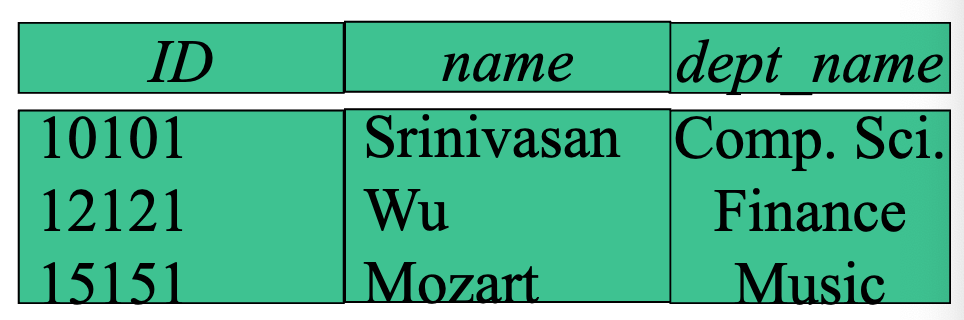 ID name dept_name
10101 Srinivasan Comp. Sci.
12121 Wu Finance
15151 Mozart Music